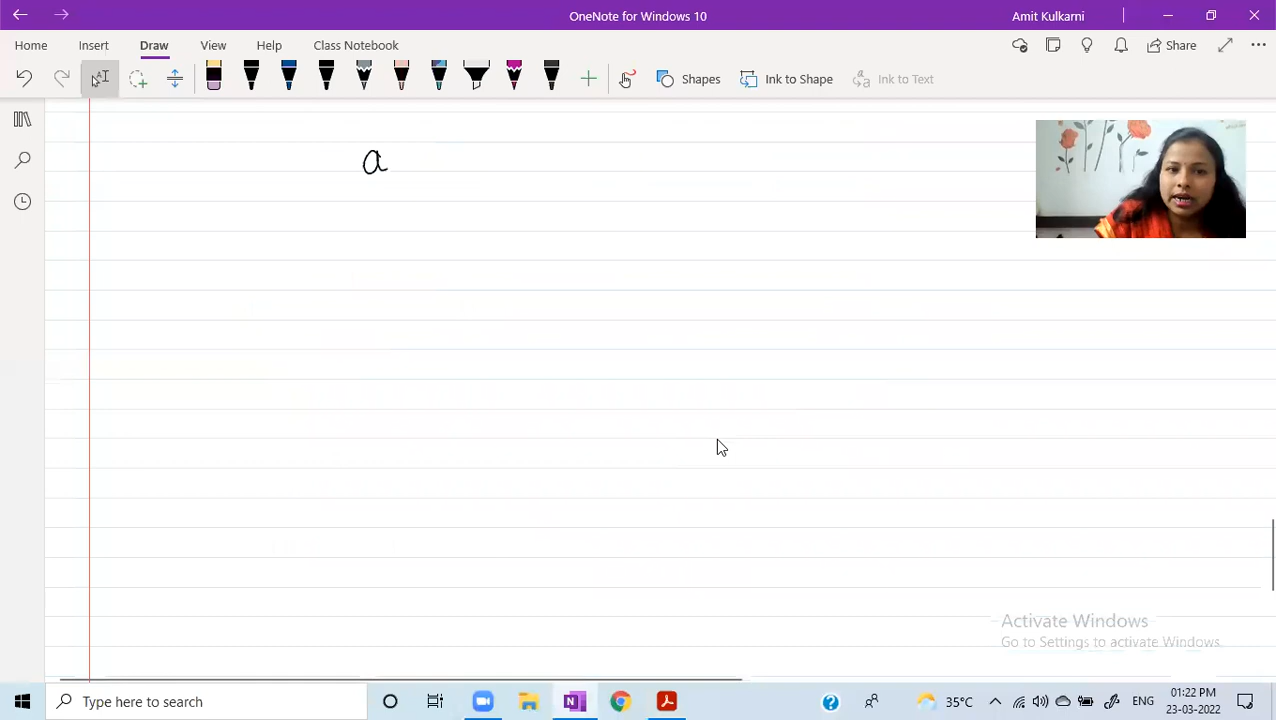 OneNote for Windows 10
Amit Kulkarni
Home Insert Draw View Help Class Notebook
Share
Shapes Ink to Shape Ink to Text
a
Activate Windows
Go to Settings to activate Windows.
Type here to search
35°C
ENG
01:22 PM
23-03-2022